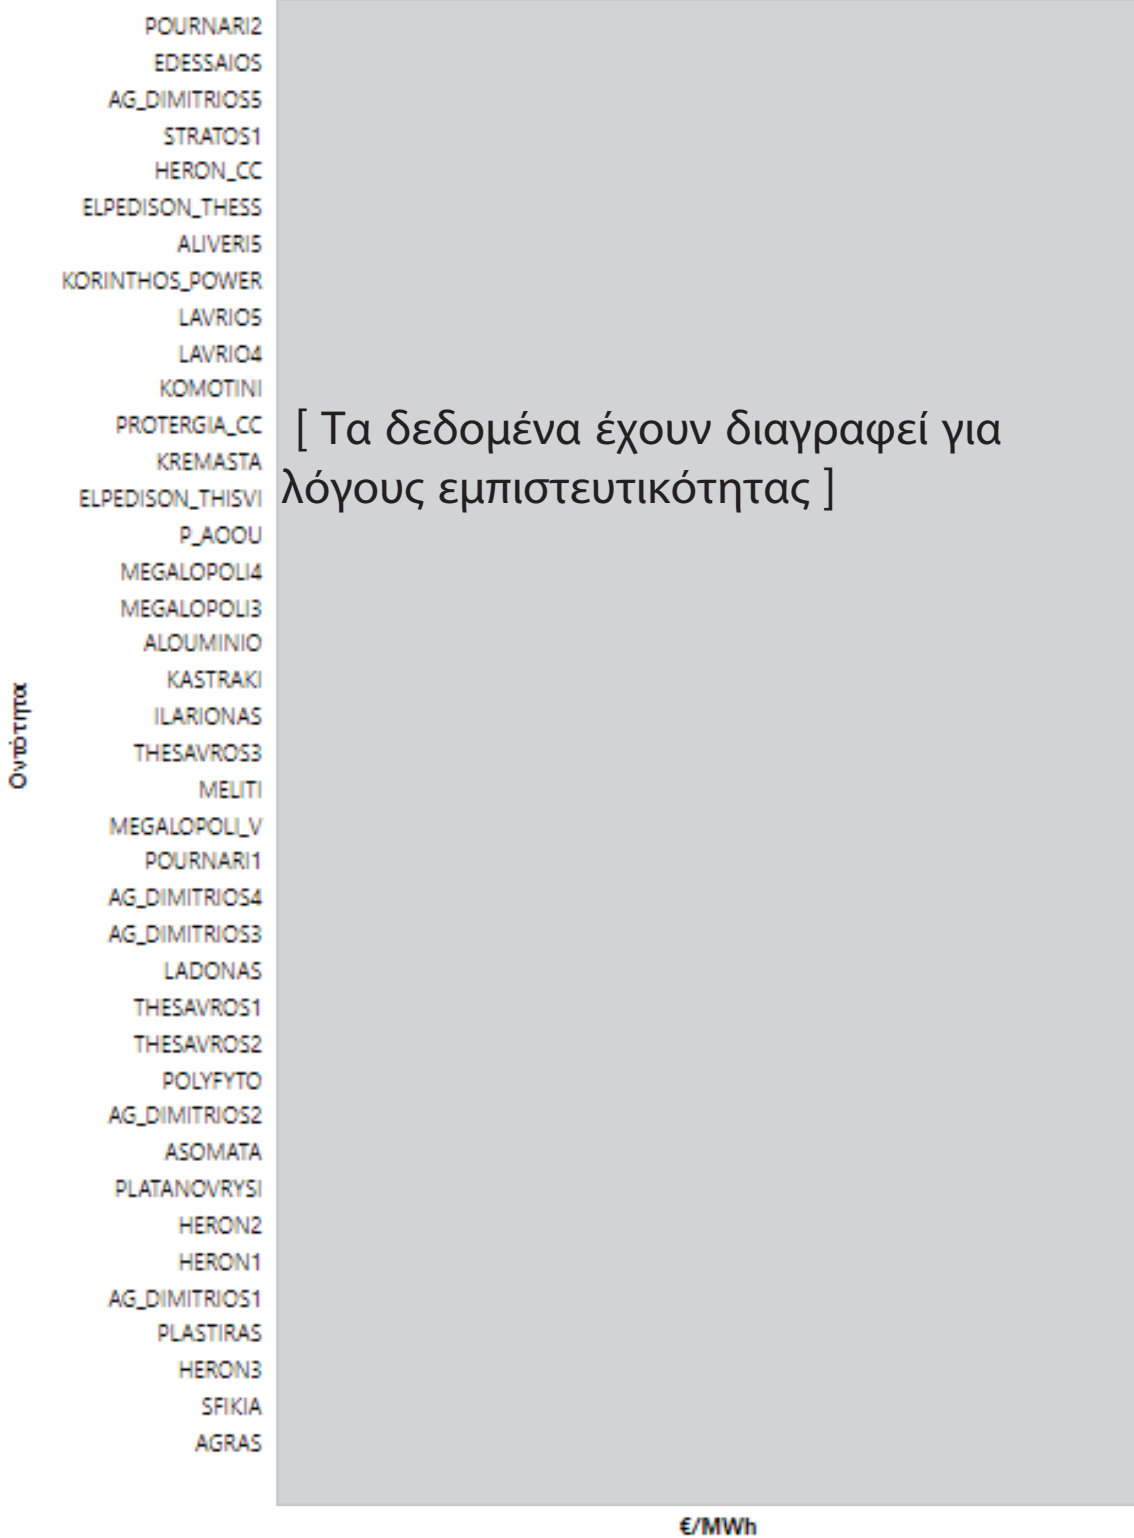 POURNARI2
EDESSAIOS
AG_DIMITRIOS5
STRATOS1
HERON_CC
ELPEDISON_THESS
ALIVERI5
KORINTHOS_POWER
LAVRIO5
LAVRIO4
KOMOTINI
PROTERGIA_CC
KREMASTA
ELPEDISON_THISVI
P_AOOU
MEGALOPOLI4
MEGALOPOLI3
ALOUMINIO
KASTRAKI
ILARIONAS
THESAVROS3
MELITI
MEGALOPOLI_V
POURNARI1
AG_DIMITRIOS4
AG_DIMITRIOS3
LADONAS
THESAVROS1
THESAVROS2
POLYFYTO
AG_DIMITRIOS2
ASOMATA
PLATANOVRYSI
HERON2
HERON1
AG_DIMITRIOS1
PLASTIRAS
HERON3
SFIKIA
AGRAS
Οντότητα
[ Τα δεδομένα έχουν διαγραφεί για
λόγους εμπιστευτικότητας ]
€/MWh